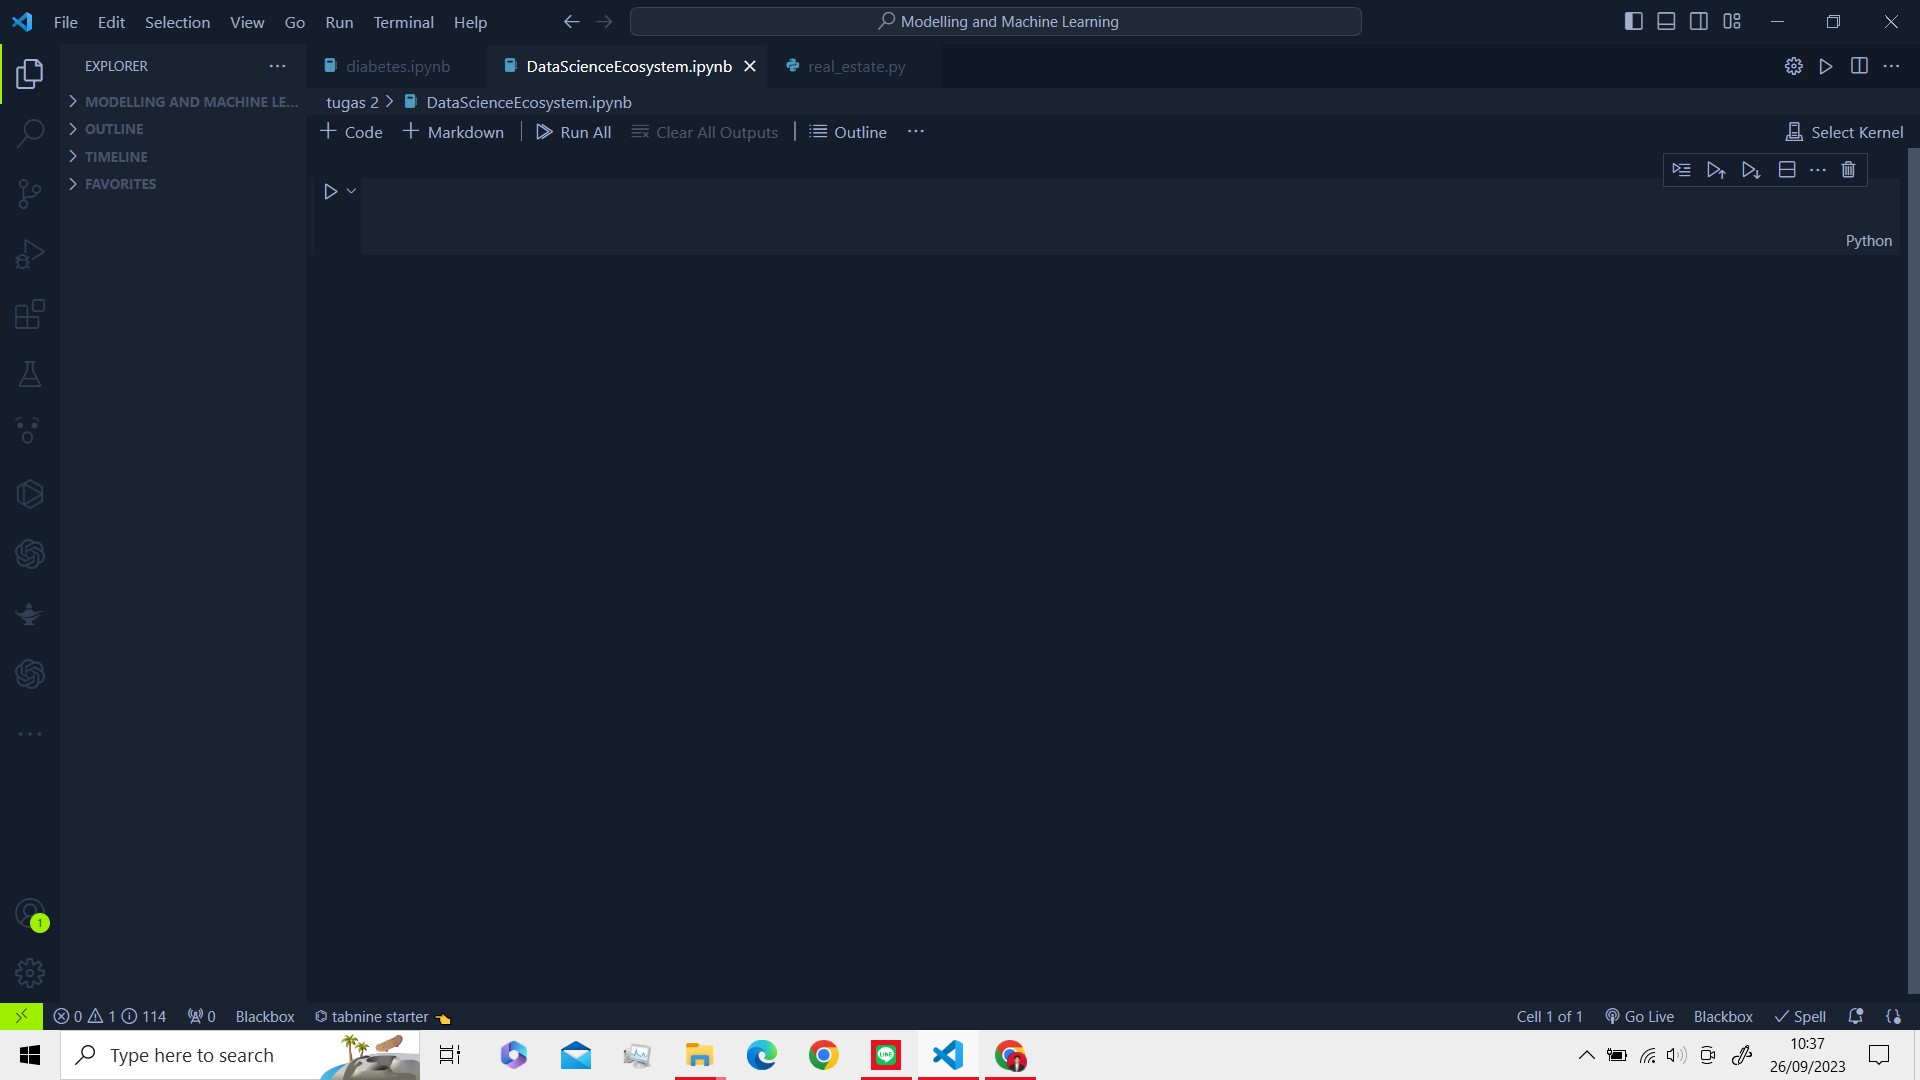 File Edit Selection View Go Run Terminal Help
Modelling and Machine Learning
EXPLORER
MODELLING AND MACHINE LE...
OUTLINE
TIMELINE
FAVORITES
diabetes.ipynb
DataScienceEcosystem.ipynb
real_estate.py
tugas 2 > DataScienceEcosystem.ipynb
+ Code + Markdown Run All Clear All Outputs Outline ...
Select Kernel
Python
1
0 1 114 0 Blackbox tabnine starter
Cell 1 of 1 Go Live Blackbox Spell
Type here to search
LINE
10:37
26/09/2023